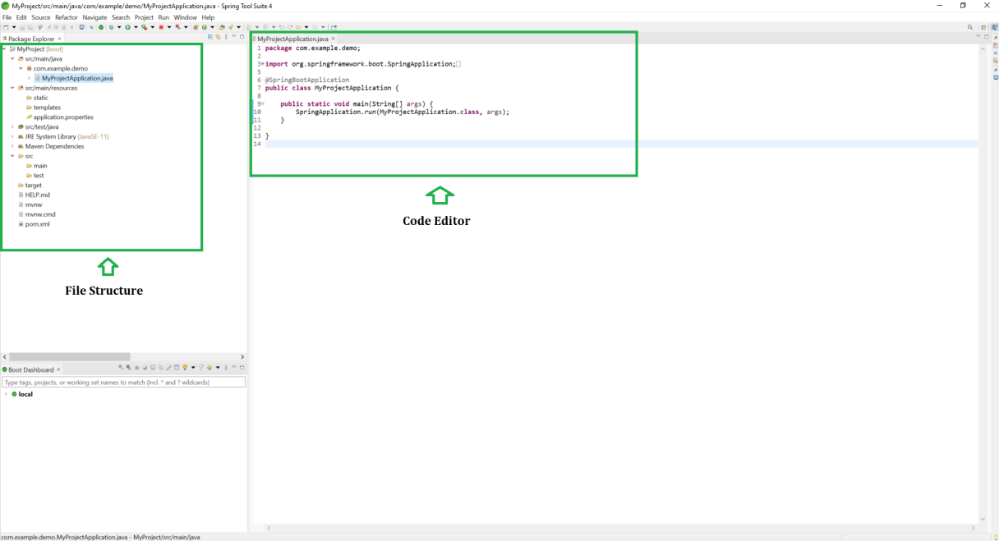 MyProject/src/main/java/com/example/demo/MyProjectApplication.java - Spring Tool Suite 4
File Edit Source Refactor Navigate Search Project Run Window Help
Package Explorer
MyProject [boot]
src/main/java
com.example.demo
MyProjectApplication.java
src/main/resources
static
templates
application.properties
src/test/java
JRE System Library [JavaSE-11]
Maven Dependencies
src
main
test
target
HELP.md
mvnw
mvnw.cmd
pom.xml
File Structure
MyProjectApplication.java
1 package com.example.demo;
2
3 import org.springframework.boot.SpringApplication;
5
6 @SpringBootApplication
7 public class MyProjectApplication {
8
9 public static void main(String[] args) {
10 SpringApplication.run(MyProjectApplication.class, args);
11 }
12
13 }
14
Code Editor
Boot Dashboard
Type tags, projects, or working set names to match (incl. * and ? wildcards)
local
com.example.demo.MyProjectApplication.java - MyProject/src/main/java